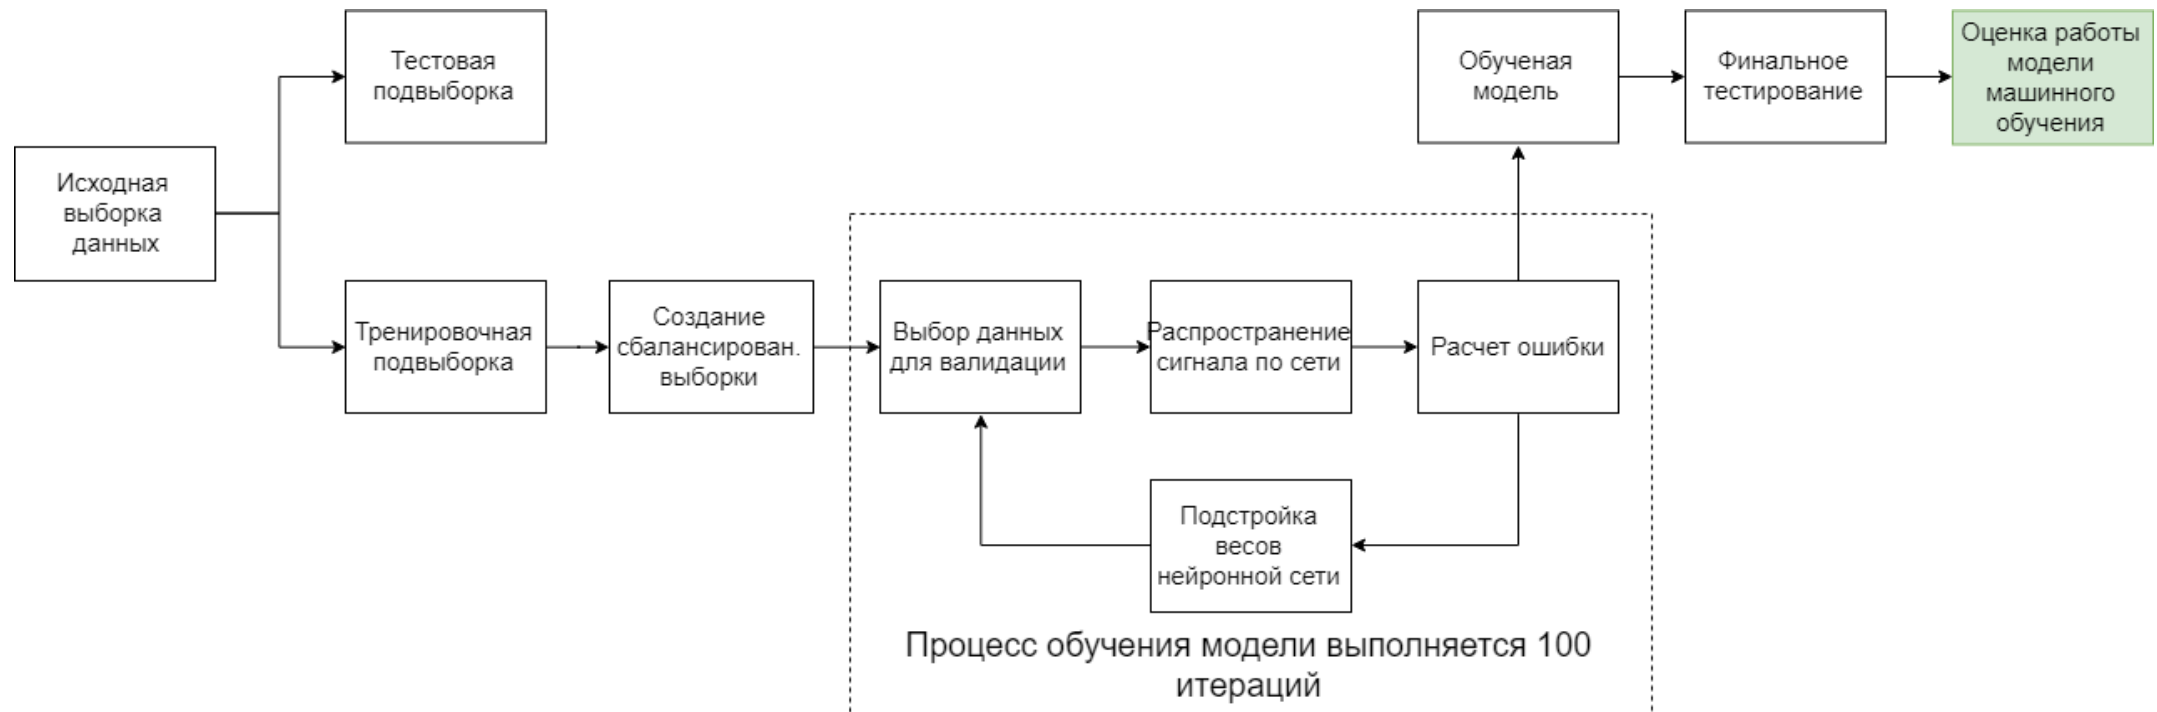 Тестовая
подвыборка
Обученая
модель
Финальное
тестирование
Оценка работы
модели
машинного
обучения
Исходная
выборка
данных
Тренировочная
подвыборка
Создание
сбалансирован.
выборки
Выбор данных
для валидации
Распространение
сигнала по сети
Расчет ошибки
Подстройка
весов
нейронной сети
Процесс обучения модели выполняется 100
итераций